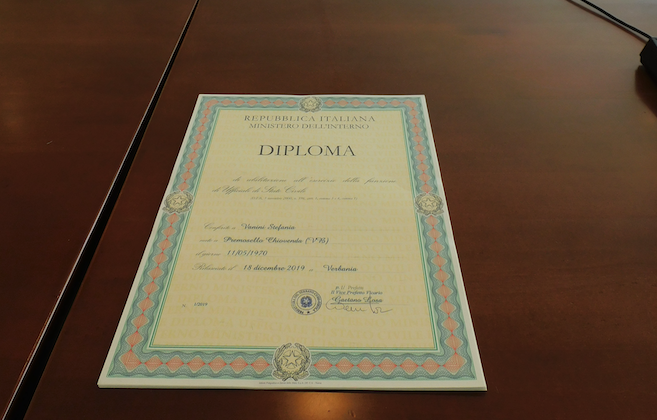 REPUBBLICA ITALIANA
MINISTERO DELL'INTERNO
DIPLOMA
di abilitazione all'esercizio delle funzioni
di Ufficiale di Stato Civile
Conferito a Vanni Stefania
nato a Premosello Chiovenda (VB)
il giorno 11/05/1970
Rilasciato il 18 dicembre 2019 a Verbania
Il Prefetto
Il Vice Prefetto Vicario